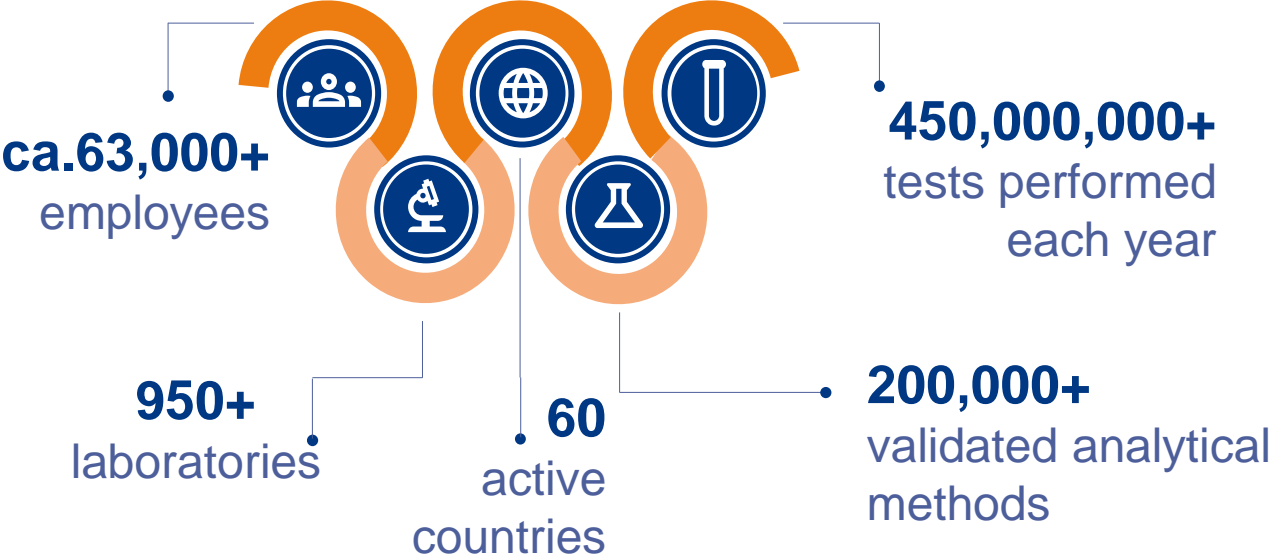 ca.63,000+
employees
450,000,000+
tests performed
each year
950+
laboratories
60
active
countries
200,000+
validated analytical
methods